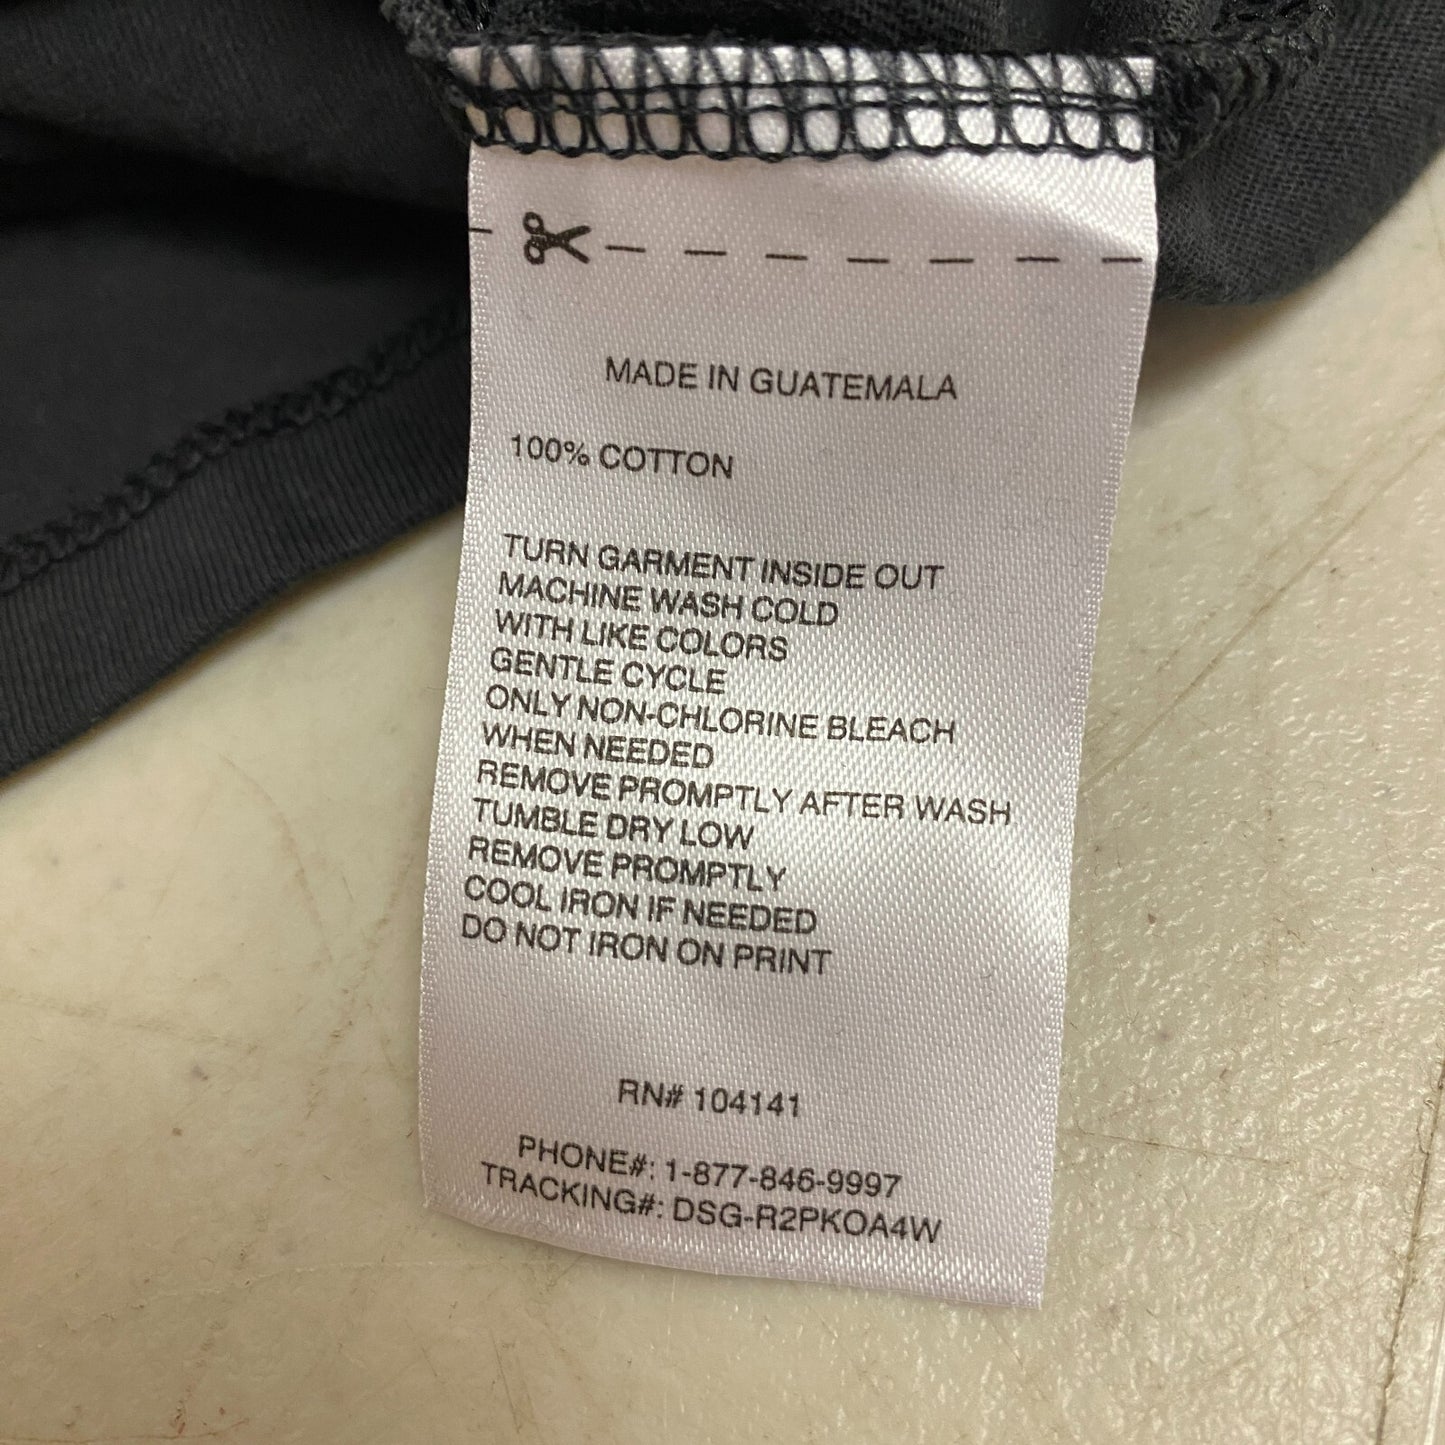 MADE IN GUATEMALA
100% COTTON
TURN GARMENT INSIDE OUT
MACHINE WASH COLD
WITH LIKE COLORS
GENTLE CYCLE
ONLY NON-CHLORINE BLEACH
WHEN NEEDED
REMOVE PROMPTLY AFTER WASH
TUMBLE DRY LOW
REMOVE PROMPTLY
COOL IRON IF NEEDED
DO NOT IRON ON PRINT
RN# 104141
PHONE#: 1-877-846-9997
TRACKING#: DSG-R2PKOA4W